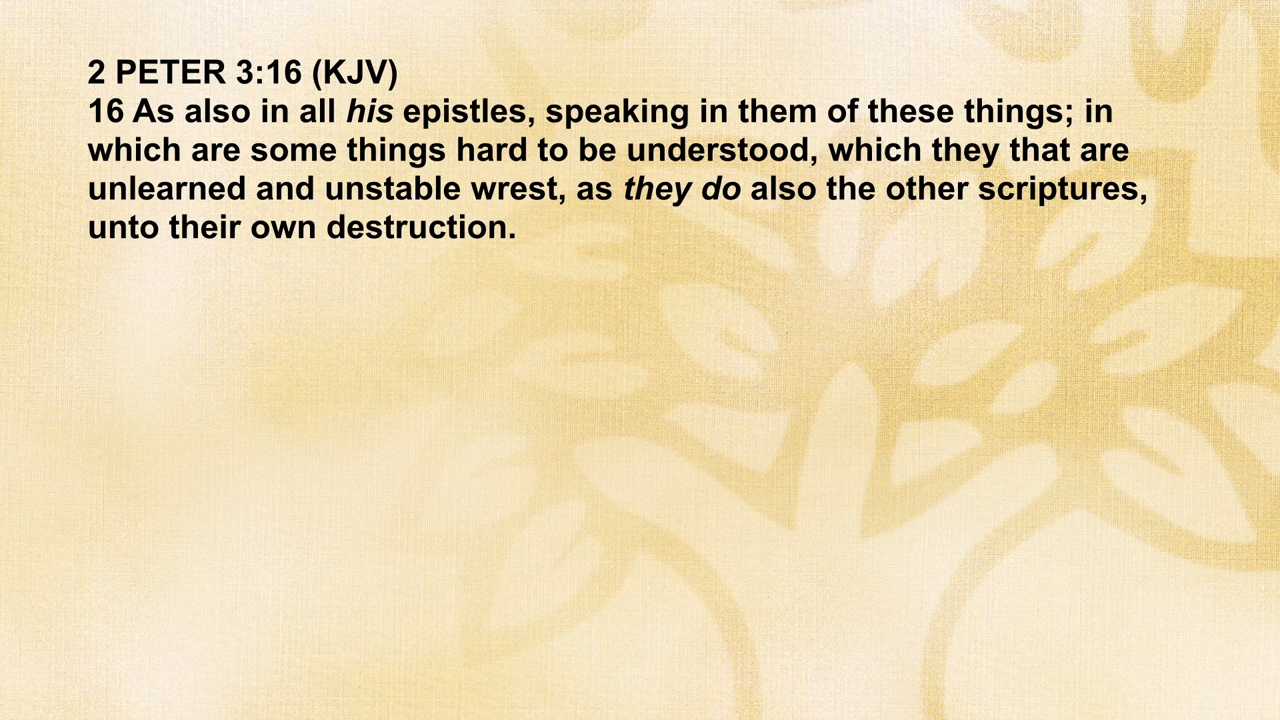 2 PETER 3:16 (KJV)
16 As also in all his epistles, speaking in them of these things; in
which are some things hard to be understood, which they that are
unlearned and unstable wrest, as they do also the other scriptures,
unto their own destruction.